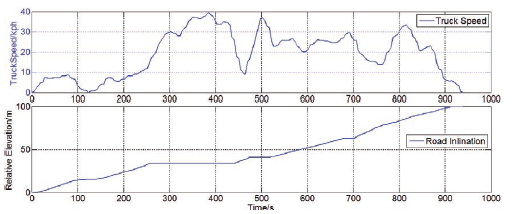 TruckSpeed/kph
40
30
20
10
0
Truck Speed
0 100 200 300 400 500 600 700 800 900 1000
Relative Elevation/m
100
50
0
Road Inlination
0 100 200 300 400 500 600 700 800 900 1000
Time/s